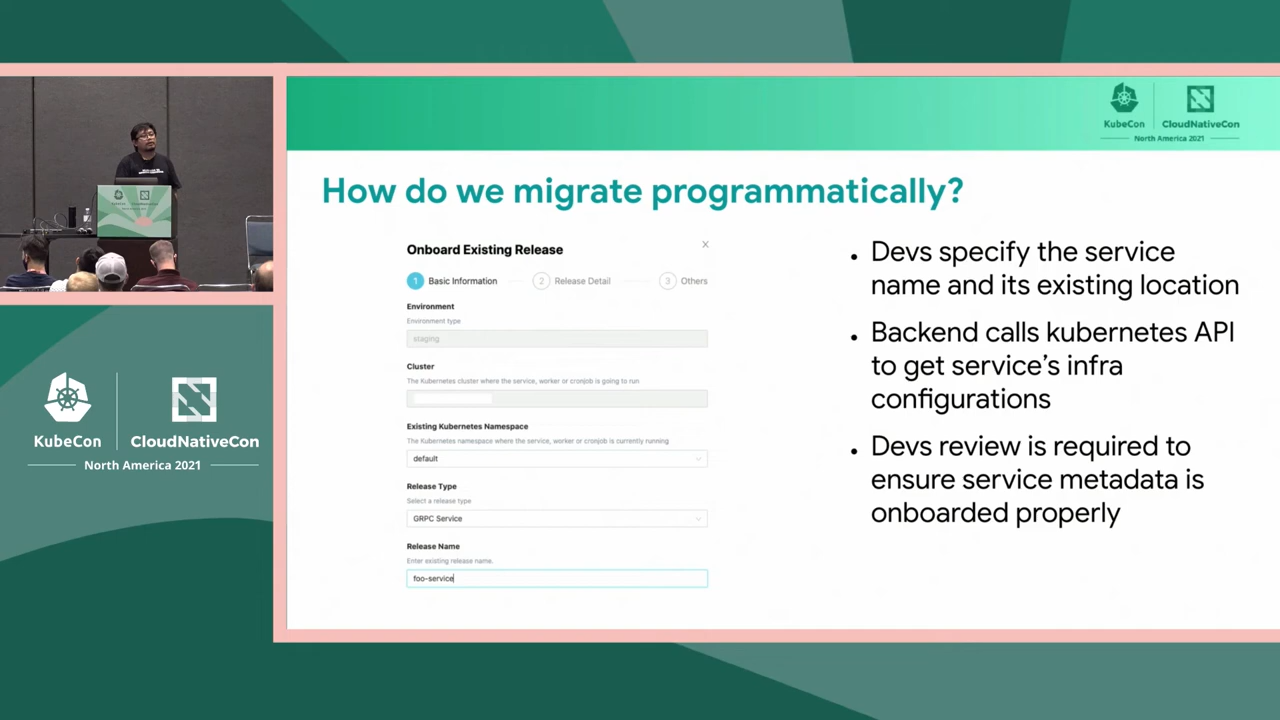 KubeCon
CloudNativeCon
North America 2021
How do we migrate programmatically?
Onboard Existing Release
1 Basic Information
2 Release Detail
3 Others
Environment
Environment type
staging
Cluster
The Kubernetes cluster where the service, worker or cronjob is going to run
Existing Kubernetes Namespace
The Kubernetes namespace where the service, worker or cronjob is currently running
default
Release Type
Select a release type
GRPC Service
Release Name
Enter existing release name.
foo-service
• Devs specify the service
name and its existing location
• Backend calls kubernetes API
to get service's infra
configurations
• Devs review is required to
ensure service metadata is
onboarded properly
KubeCon
CloudNativeCon
North America 2021